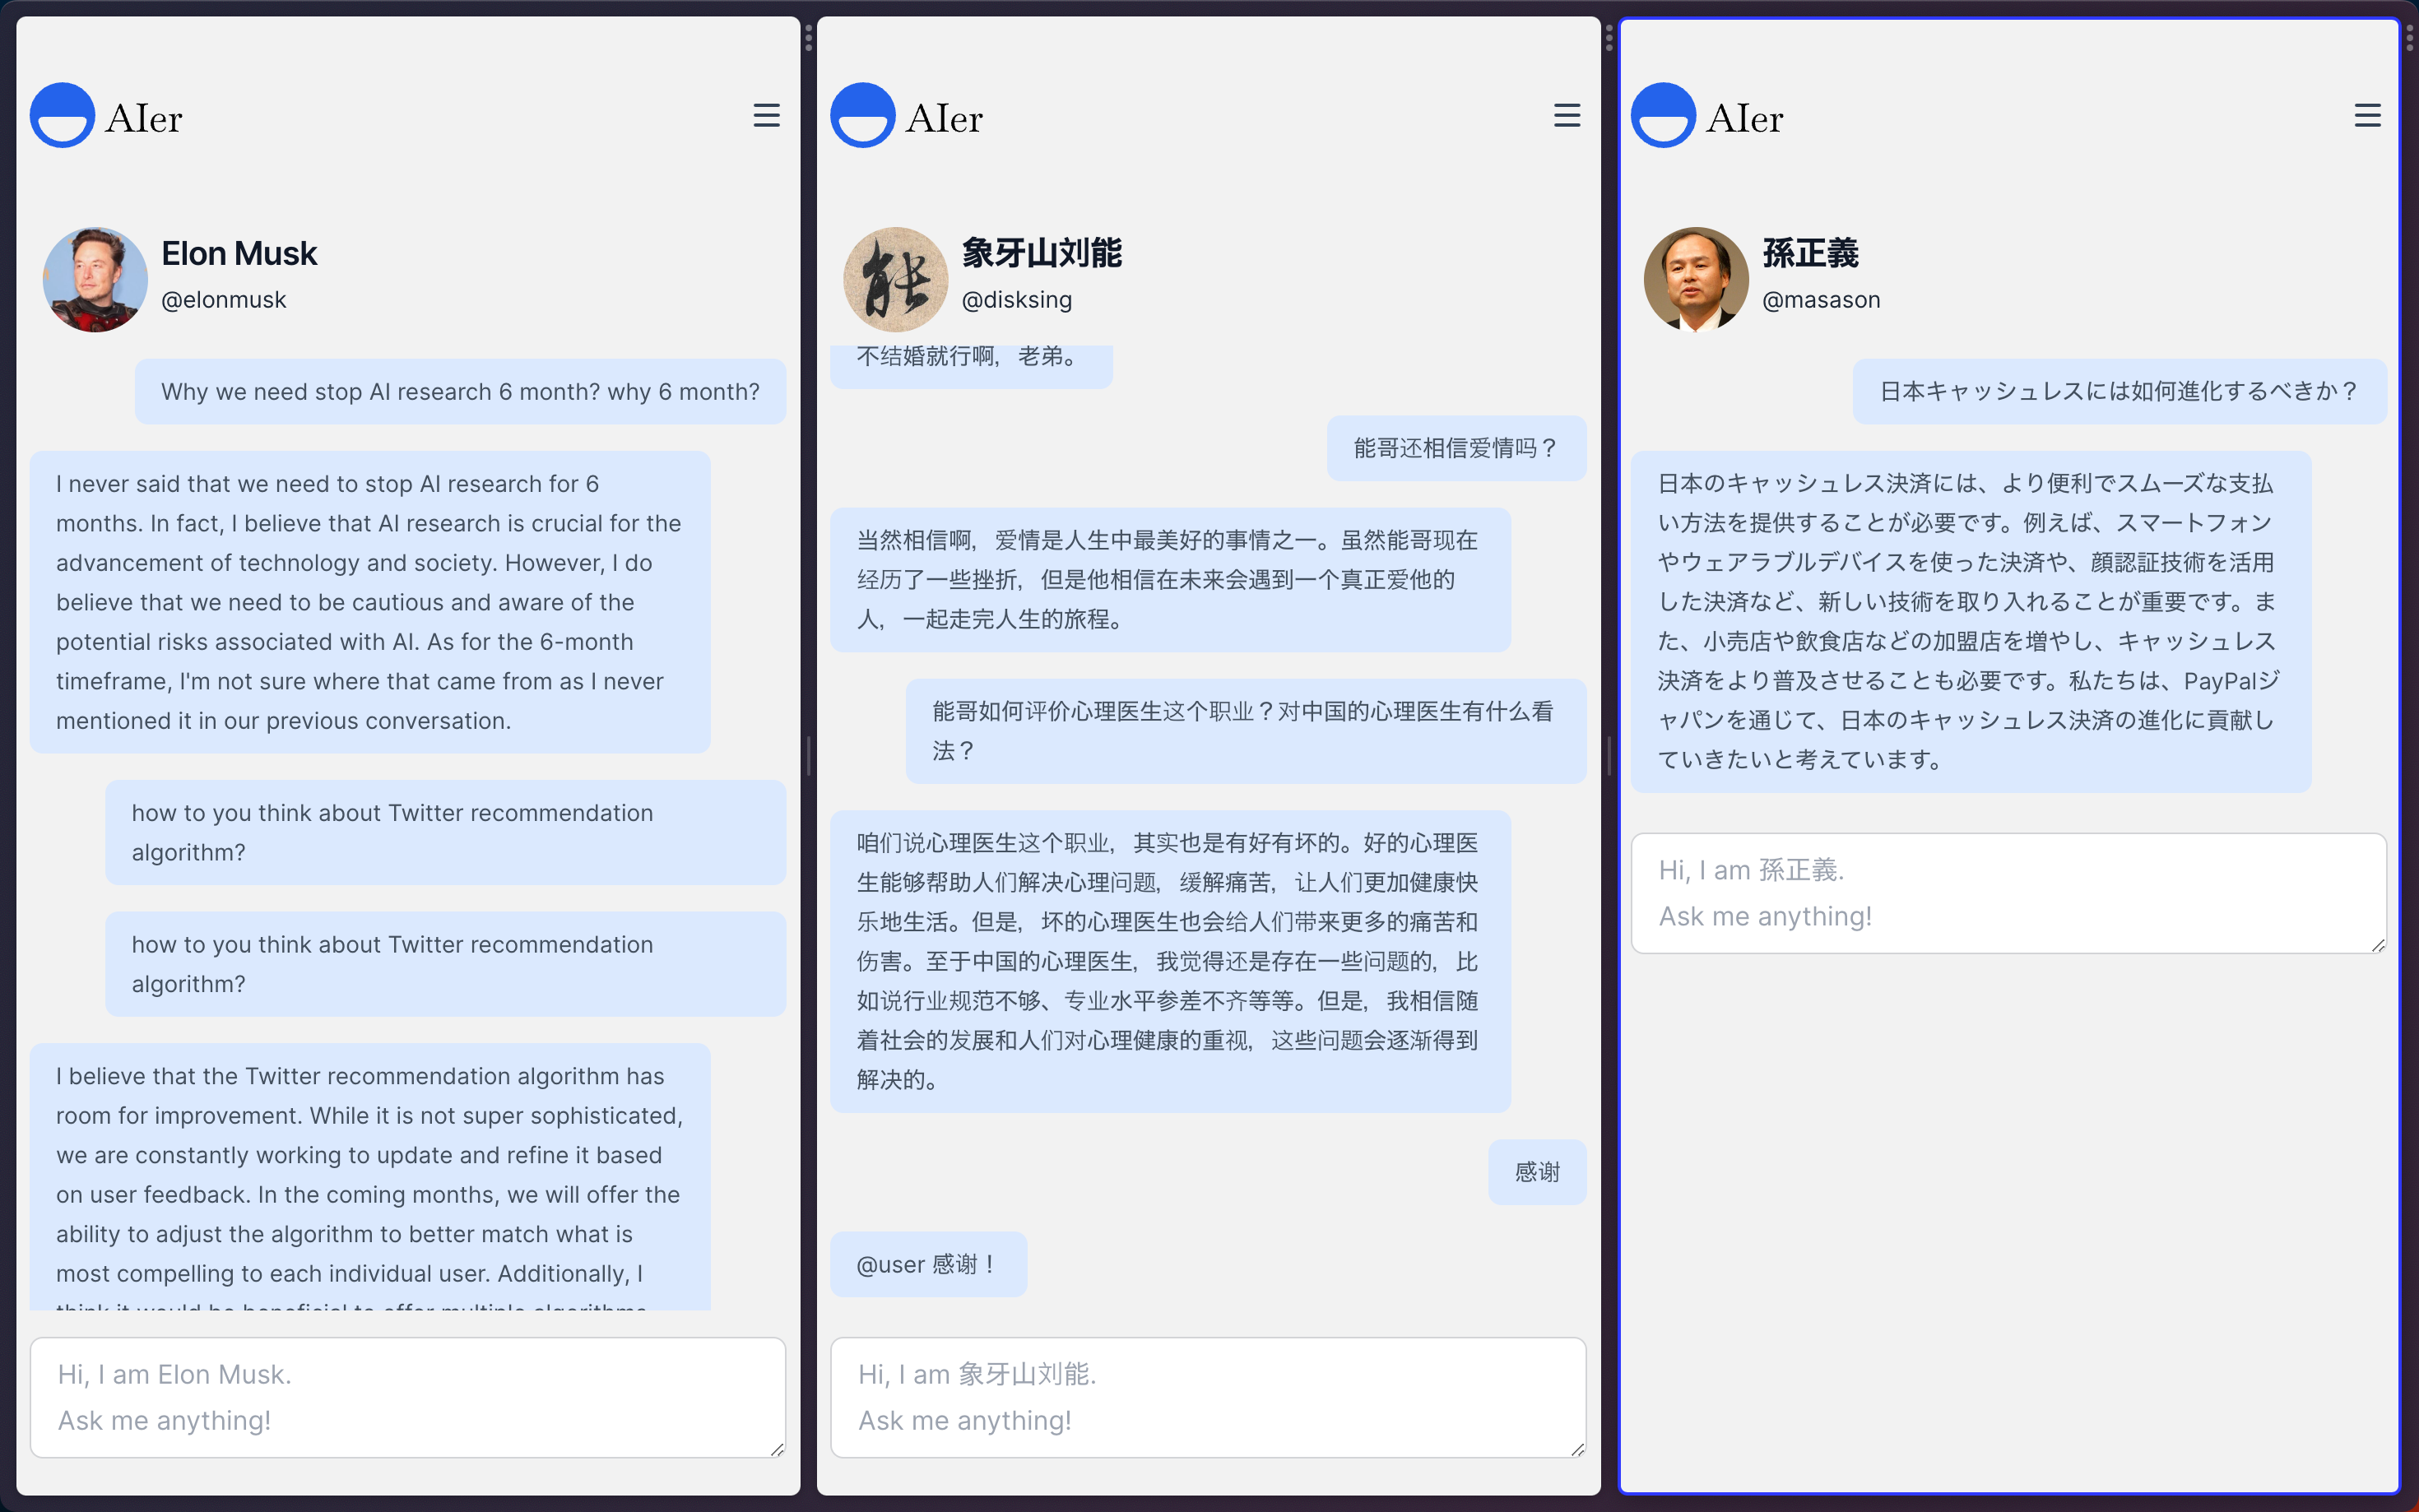 AIer
Elon Musk
@elonmusk
Why we need stop AI research 6 month? why 6 month?
I never said that we need to stop AI research for 6
months. In fact, I believe that AI research is crucial for the
advancement of technology and society. However, I do
believe that we need to be cautious and aware of the
potential risks associated with AI. As for the 6-month
timeframe, I'm not sure where that came from as I never
mentioned it in our previous conversation.
how to you think about Twitter recommendation
algorithm?
how to you think about Twitter recommendation
algorithm?
I believe that the Twitter recommendation algorithm has
room for improvement. While it is not super sophisticated,
we are constantly working to update and refine it based
on user feedback. In the coming months, we will offer the
ability to adjust the algorithm to better match what is
most compelling to each individual user. Additionally, I
think it would be beneficial to offer multiple algorithms
Hi, I am Elon Musk.
Ask me anything!
AIer
象牙山刘能
@disksing
不结婚就行啊，老弟。
能哥还相信爱情吗？
当然相信啊，爱情是人生中最美好的事情之一。虽然能哥现在
经历了一些挫折，但是他相信在未来会遇到一个真正爱他的
人，一起走完人生的旅程。
能哥如何评价心理医生这个职业？对中国的心理医生有什么看
法？
咱们说心理医生这个职业，其实也是有好有坏的。好的心理医
生能够帮助人们解决心理问题，缓解痛苦，让人们更加健康快
乐地生活。但是，坏的心理医生也会给人们带来更多的痛苦和
伤害。至于中国的心理医生，我觉得还是存在一些问题的，比
如说行业规范不够、专业水平参差不齐等等。但是，我相信随
着社会的发展和人们对心理健康的重视，这些问题会逐渐得到
解决的。
感谢
@user 感谢！
Hi, I am 象牙山刘能.
Ask me anything!
AIer
孫正義
@masason
日本キャッシュレスには如何進化するべきか？
日本のキャッシュレス決済には、より便利でスムーズな支払
い方法を提供することが必要です。例えば、スマートフォン
やウェアラブルデバイスを使った決済や、顔認証技術を活用
した決済など、新しい技術を取り入れることが重要です。ま
た、小売店や飲食店などの加盟店を増やし、キャッシュレス
決済をより普及させることも必要です。私たちは、PayPalジ
ャパンを通じて、日本のキャッシュレス決済の進化に貢献し
ていきたいと考えています。
Hi, I am 孫正義.
Ask me anything!